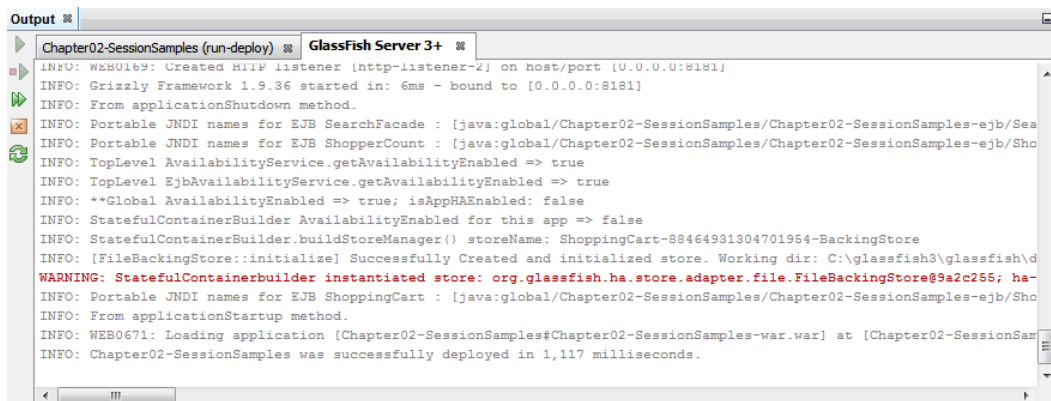 Output
Chapter02-SessionSamples (run-deploy) GlassFish Server 3+
INFO: WEB0169: Created HTTP listener [http-listener-2] on host/port [0.0.0.0:8181]
INFO: Grizzly Framework 1.9.36 started in: 6ms - bound to [0.0.0.0:8181]
INFO: From applicationShutdown method.
INFO: Portable JNDI names for EJB SearchFacade : [java:global/Chapter02-SessionSamples/Chapter02-SessionSamples-ejb/Sea
INFO: Portable JNDI names for EJB ShopperCount : [java:global/Chapter02-SessionSamples/Chapter02-SessionSamples-ejb/Sho
INFO: TopLevel AvailabilityService.getAvailabilityEnabled => true
INFO: TopLevel EjbAvailabilityService.getAvailabilityEnabled => true
INFO: **Global AvailabilityEnabled => true; isAppHAEnabled: false
INFO: StatefulContainerBuilder AvailabilityEnabled for this app => false
INFO: StatefulContainerBuilder.buildStoreManager() storeName: ShoppingCart-88464931304701954-BackingStore
INFO: [FileBackingStore::initialize] Successfully Created and initialized store. Working dir: C:\glassfish3\glassfish\d
WARNING: StatefulContainerbuilder instantiated store: org.glassfish.ha.store.adapter.file.FileBackingStore@9a2c255; ha-
INFO: Portable JNDI names for EJB ShoppingCart : [java:global/Chapter02-SessionSamples/Chapter02-SessionSamples-ejb/Sho
INFO: From applicationStartup method.
INFO: WEB0671: Loading application [Chapter02-SessionSamples#Chapter02-SessionSamples-war.war] at [Chapter02-SessionSam
INFO: Chapter02-SessionSamples was successfully deployed in 1,117 milliseconds.